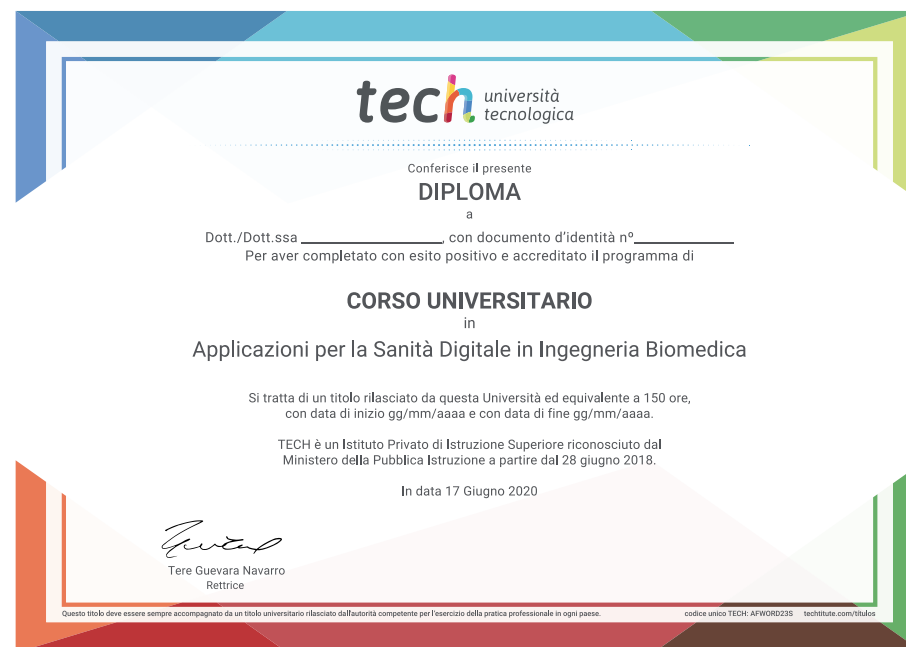 tech università
tecnologica
Conferisce il presente
DIPLOMA
a
Dott./Dott.ssa ____________________, con documento d'identità nº______________
Per aver completato con esito positivo e accreditato il programma di
CORSO UNIVERSITARIO
in
Applicazioni per la Sanità Digitale in Ingegneria Biomedica
Si tratta di un titolo rilasciato da questa Università ed equivalente a 150 ore,
con data di inizio gg/mm/aaaa e con data di fine gg/mm/aaaa.
TECH è un Istituto Privato di Istruzione Superiore riconosciuto dal
Ministero della Pubblica Istruzione a partire dal 28 giugno 2018.
In data 17 Giugno 2020
Tere Guevara Navarro
Rettrice
Questo titolo deve essere sempre accompagnato da un titolo universitario rilasciato dall'autorità competente per l'esercizio della pratica professionale in ogni paese. codice unico TECH: AFWORD23S techtitute.com/titulos